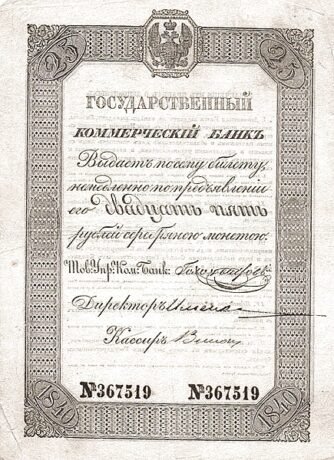 25 25
ГОСУДАРСТВЕННЫЙ
КОММЕРЧЕСКІЙ БАНКЪ
Выдаетъ по сему билету
немедленно по предъявленіи
его двадцать пять
рублей серебряною монетою.
Тов: Упр: Ком: Банк:
Директоръ
Кассиръ
№367519 №367519
1840 1840